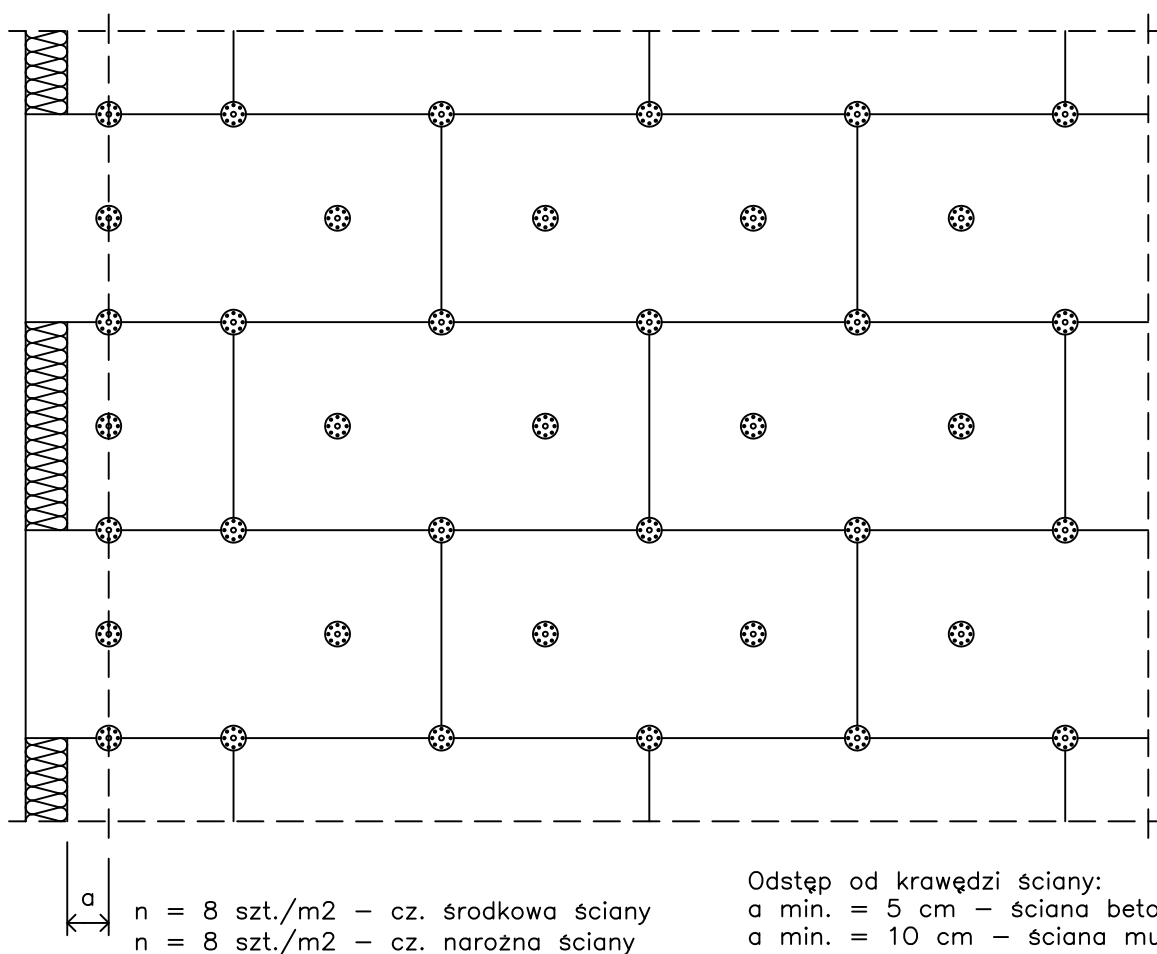 a
n = 8 szt./m2 – cz. środkowa ściany
n = 8 szt./m2 – cz. narożna ściany
Odstęp od krawędzi ściany:
a min. = 5 cm – ściana
a min. = 10 cm – ściana